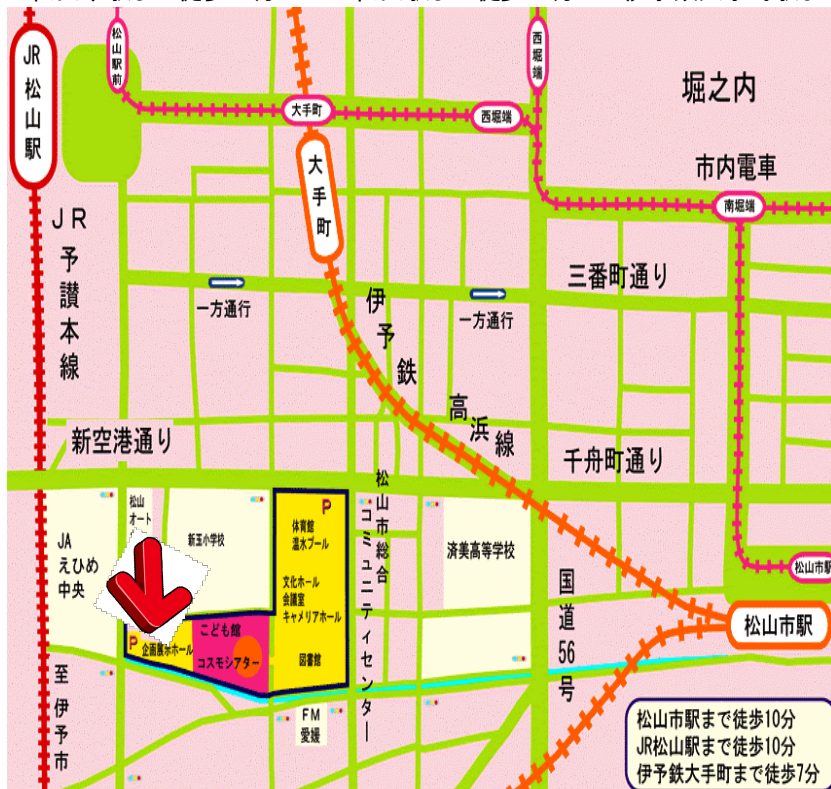 JR松山駅
松山駅前
大手町
西堀端
西堀端
堀之内
市内電車
南堀端
大手町
JR予讃本線
一方通行
伊予鉄高浜線
一方通行
三番町通り
新空港通り
千舟町通り
松山オート
新玉小学校
P
体育館
温水プール
文化ホール
会議室
キャメリアホール
図書館
松山市総合コミュニティセンター
済美高等学校
JAえひめ中央
こども館
コスモシアター
P
企画展示ホール
国道56号
松山市駅
松山市駅
至伊予市
FM愛媛
松山市駅まで徒歩10分
JR松山駅まで徒歩10分
伊予鉄大手町まで徒歩7分